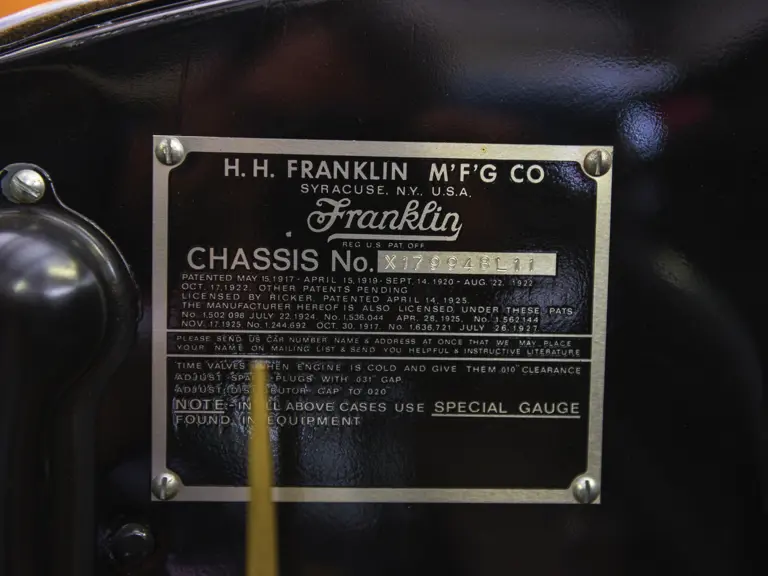 H. H. FRANKLIN M'F'G CO
SYRACUSE, N.Y., U.S.A.
Franklin
REG U.S. PAT. OFF.
CHASSIS No. X179948L11
PATENTED MAY 15,1917 - APRIL 15,1919 - SEPT. 14, 1920 - AUG. 22, 1922
OCT. 17,1922. OTHER PATENTS PENDING
LICENSED BY RICKER, PATENTED APRIL 14, 1925.
THE MANUFACTURER HEREOF IS ALSO LICENSED UNDER THESE PATS.
No. 1,502,098 JULY 22,1924, No. 1,536,044 APR. 28, 1925, No. 1,562,144
NOV. 17,1925 No. 1,244,692 OCT. 30, 1917, No. 1,636,721 JULY 26, 1927
PLEASE SEND US CAR NUMBER NAME & ADDRESS AT ONCE THAT WE MAY PLACE
YOUR NAME ON MAILING LIST & SEND YOU HELPFUL & INSTRUCTIVE LITERATURE
TIME VALVES WHEN ENGINE IS COLD AND GIVE THEM .010" CLEARANCE
ADJUST SPARK PLUGS WITH .031" GAP
ADJUST DISTRIBUTOR GAP TO .020"
NOTE:- IN ALL ABOVE CASES USE SPECIAL GAUGE
FOUND IN EQUIPMENT